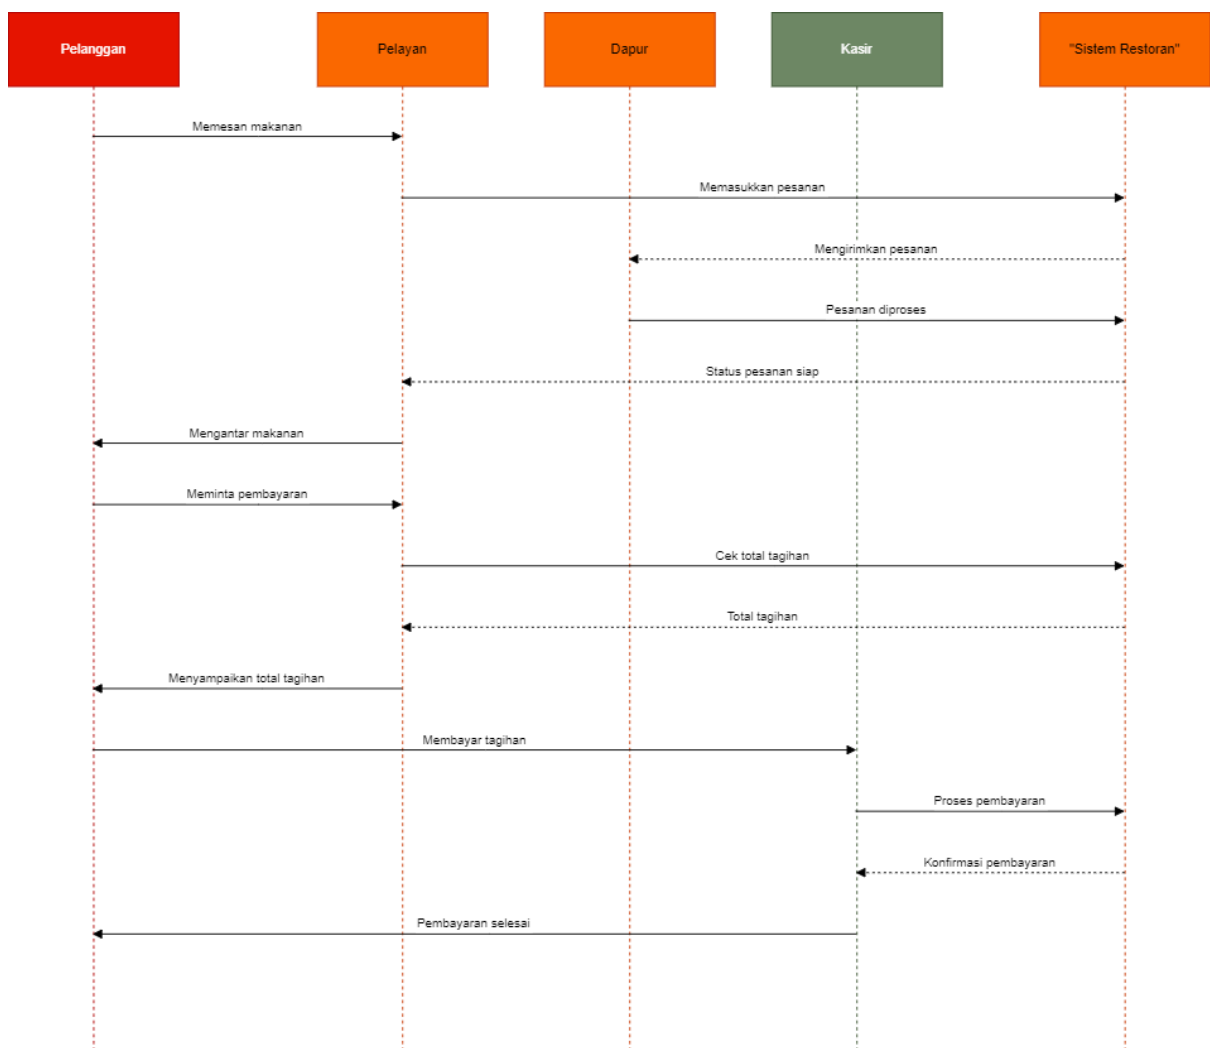 Pelanggan
Pelayan
Dapur
Kasir
"Sistem Restoran"
Memesan makanan
Memasukkan pesanan
Mengirimkan pesanan
Pesanan diproses
Status pesanan siap
Mengantar makanan
Meminta pembayaran
Cek total tagihan
Total tagihan
Menyampaikan total tagihan
Membayar tagihan
Proses pembayaran
Konfirmasi pembayaran
Pembayaran selesai